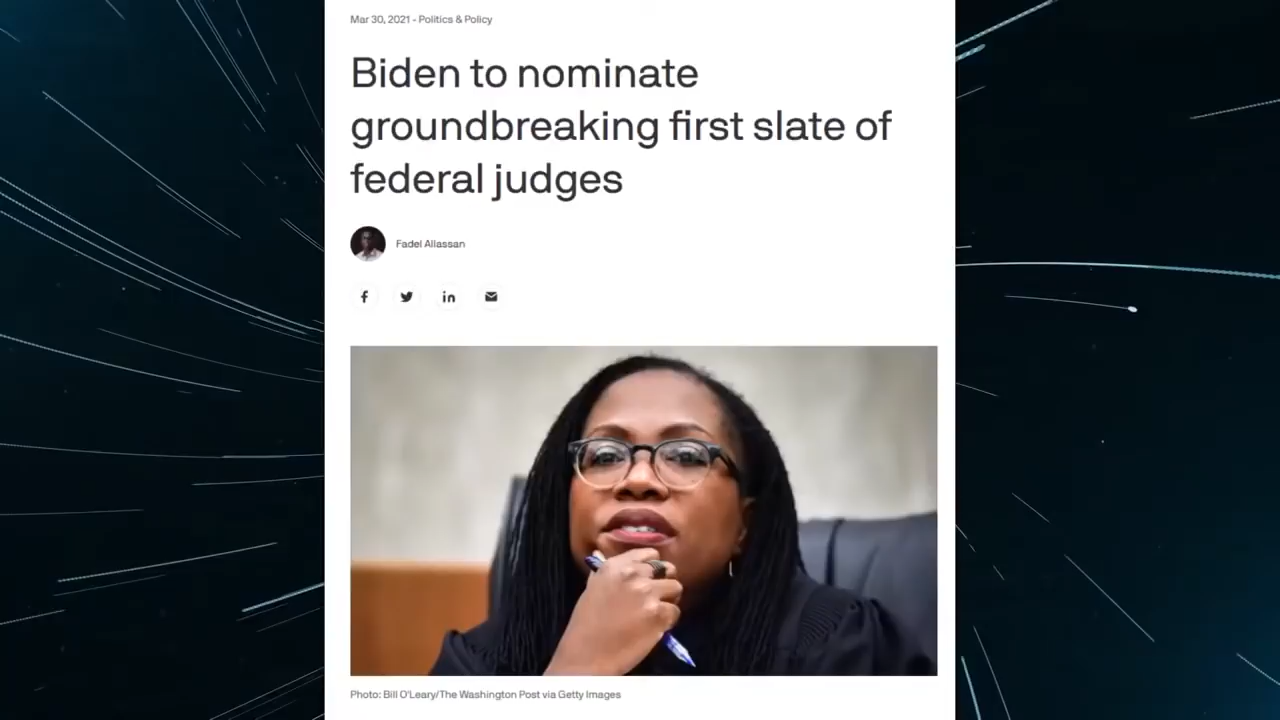 Mar 30, 2021 - Politics & Policy
Biden to nominate
groundbreaking first slate of
federal judges
Fadel Allassan
Photo: Bill O'Leary/The Washington Post via Getty Images